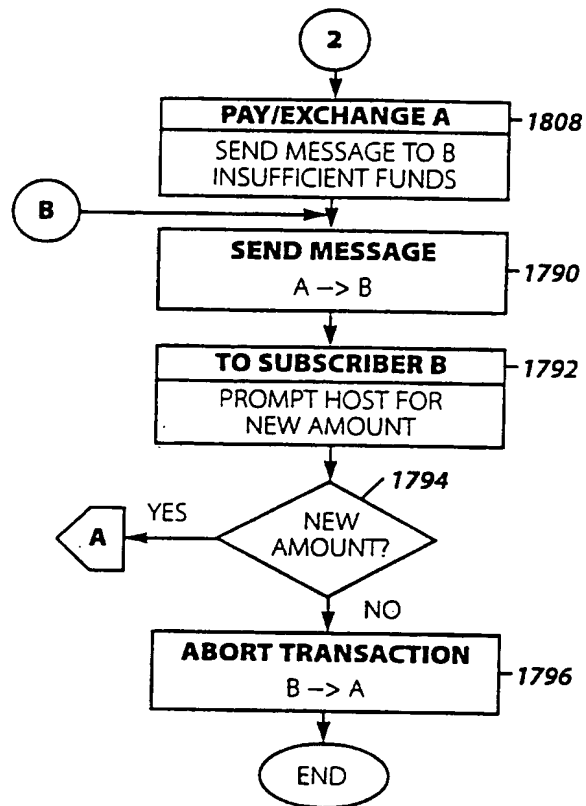 2
PAY/EXCHANGE A
1808
SEND MESSAGE TO B
INSUFFICIENT FUNDS
B
SEND MESSAGE
1790
A –> B
TO SUBSCRIBER B
1792
PROMPT HOST FOR
NEW AMOUNT
1794
YES
A
NEW
AMOUNT?
NO
ABORT TRANSACTION
B –> A
1796
END